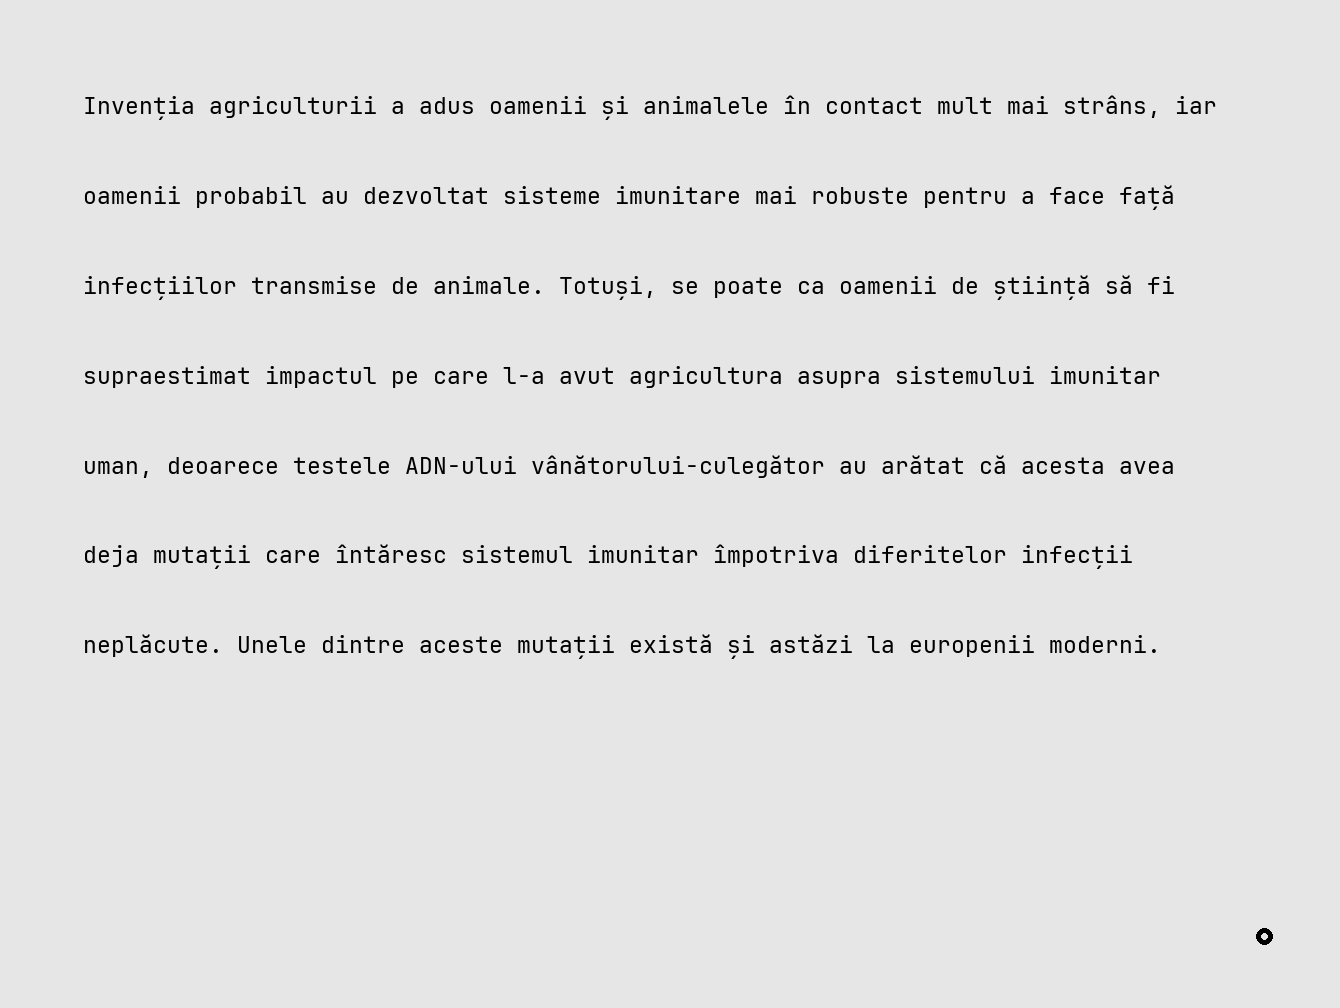 Invenția agriculturii a adus oamenii și animalele în contact mult mai strâns, iar
oamenii probabil au dezvoltat sisteme imunitare mai robuste pentru a face față
infecțiilor transmise de animale. Totuși, se poate ca oamenii de știință să fi
supraestimat impactul pe care l-a avut agricultura asupra sistemului imunitar
uman, deoarece testele ADN-ului vânătorului-culegător au arătat că acesta avea
deja mutații care întăresc sistemul imunitar împotriva diferitelor infecții
neplăcute. Unele dintre aceste mutații există și astăzi la europenii moderni.